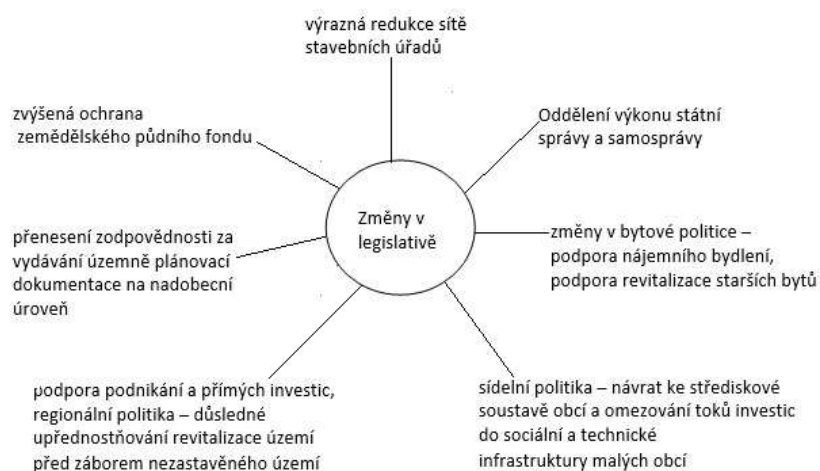 výrazná redukce sítě
stavebních úřadů
zvýšená ochrana
zemědělského půdního fondu
Oddělení výkonu státní
správy a samosprávy
Změny v
legislativě
přenesení zodpovědnosti za
vydávání územně plánovací
dokumentace na nadobecní
úroveň
změny v bytové politice –
podpora nájemního bydlení,
podpora revitalizace starších bytů
podpora podnikání a přímých investic,
regionální politika – důsledné
upřednostňování revitalizace území
před záborem nezastavěného území
sídelní politika – návrat ke střediskové
soustavě obcí a omezování toků investic
do sociální a technické
infrastruktury malých obcí